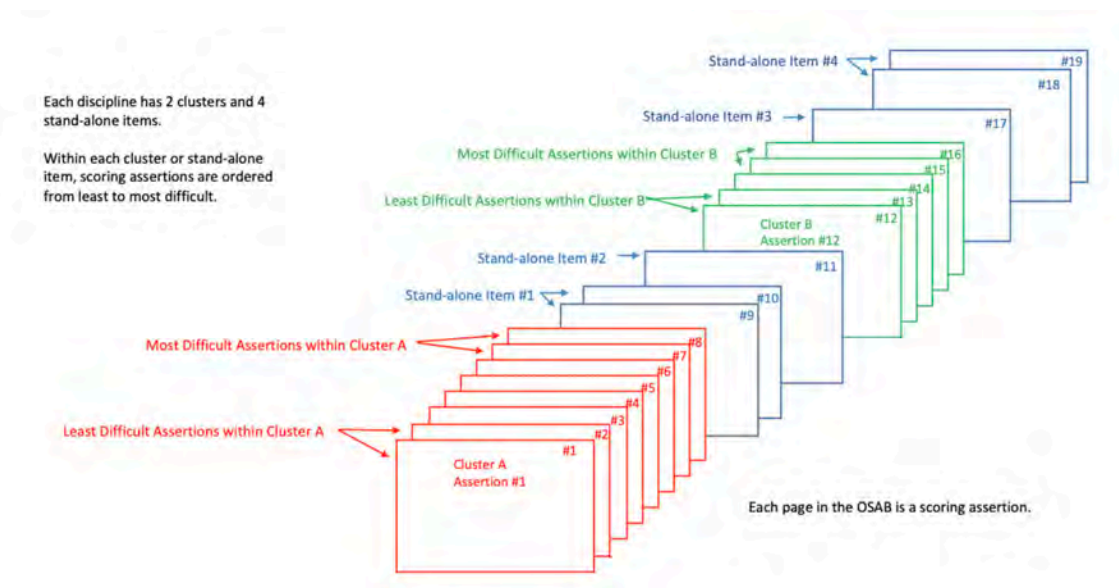 Each discipline has 2 clusters and 4
stand-alone items.
Within each cluster or stand-alone
item, scoring assertions are ordered
from least to most difficult.
Stand-alone Item #4
#19
#18
Stand-alone Item #3
#17
Most Difficult Assertions within Cluster B
#16
#15
#14
Least Difficult Assertions within Cluster B
#13
#12
Cluster B
Assertion #12
Stand-alone Item #2
#11
Stand-alone Item #1
#10
#9
Most Difficult Assertions within Cluster A
#8
#7
#6
#5
#4
#3
Least Difficult Assertions within Cluster A
#2
#1
Cluster A
Assertion #1
Each page in the OSAB is a scoring assertion.